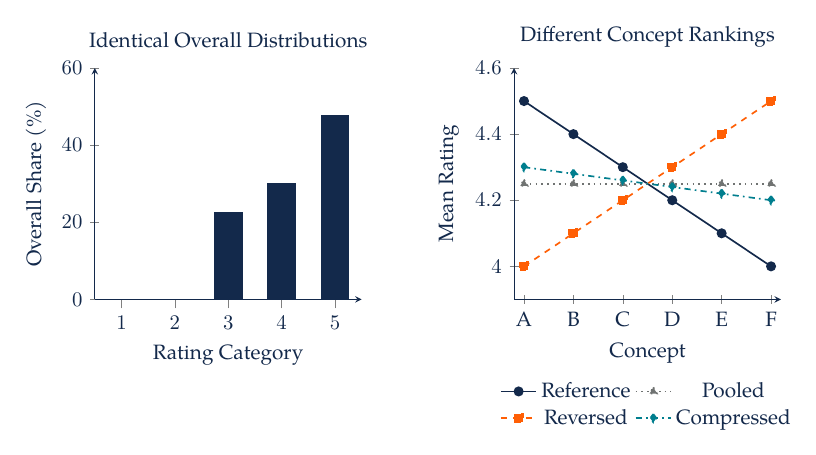 Identical Overall Distributions
60
40
20
0
Overall Share (%)
1 2 3 4 5
Rating Category
Different Concept Rankings
4.6
4.4
4.2
4
Mean Rating
A B C D E F
Concept
Reference Pooled
Reversed Compressed